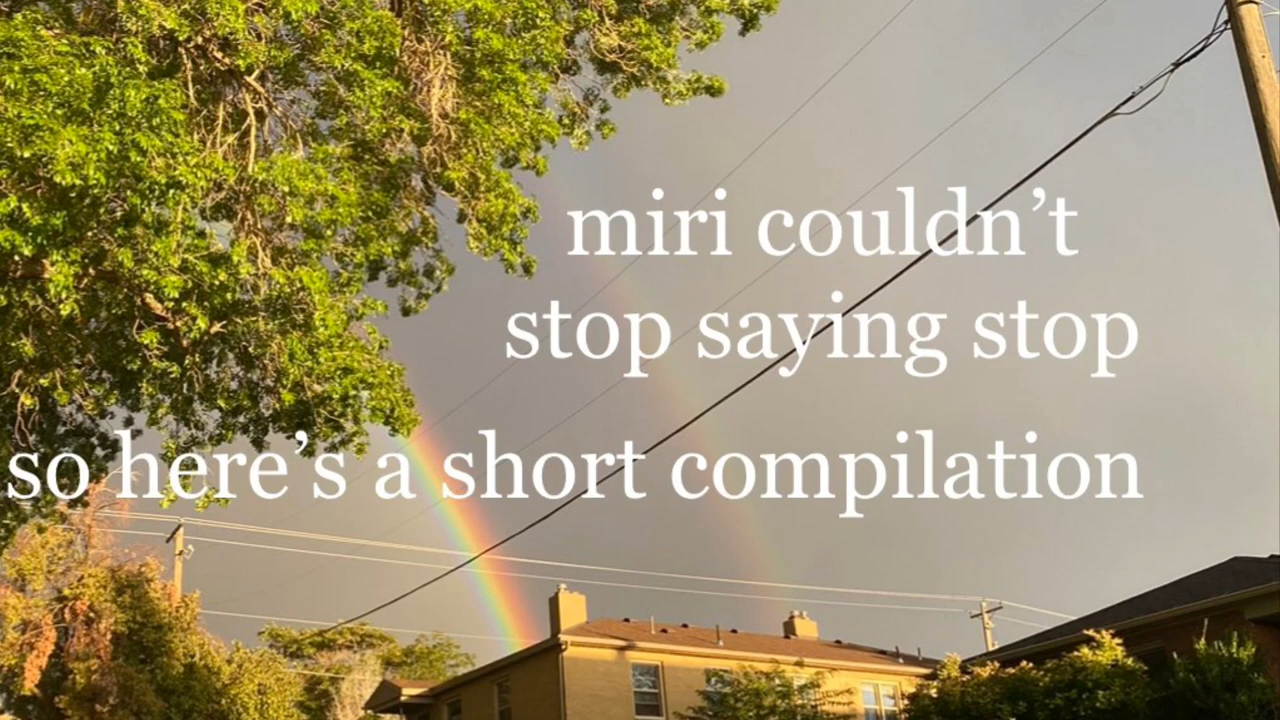 miri couldn’t
stop saying stop
so here’s a short compilation